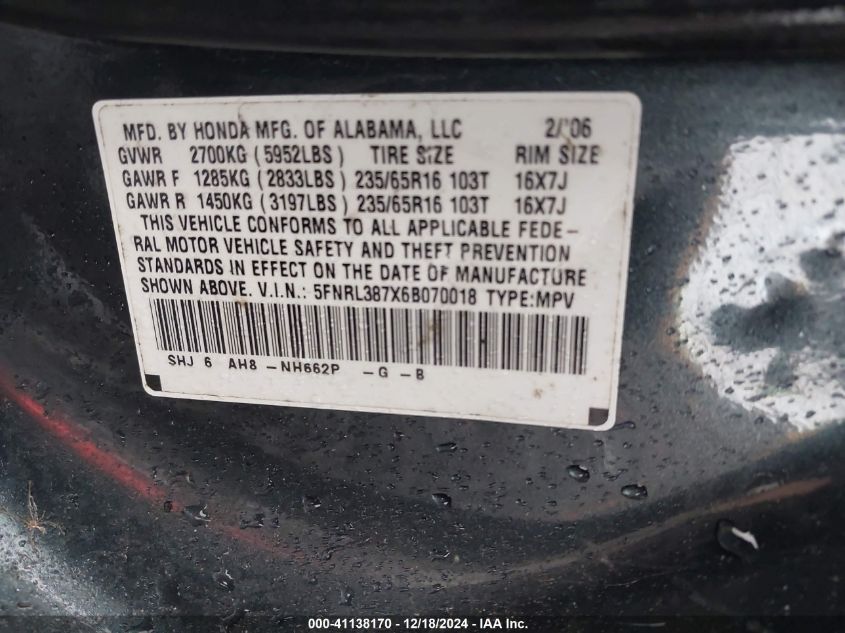 MFD. BY HONDA MFG. OF ALABAMA, LLC 2/06
GVWR 2700KG (5952LBS) TIRE SIZE RIM SIZE
GAWR F 1285KG (2833LBS) 235/65R16 103T 16X7J
GAWR R 1450KG (3197LBS) 235/65R16 103T 16X7J
THIS VEHICLE CONFORMS TO ALL APPLICABLE FEDE-
RAL MOTOR VEHICLE SAFETY AND THEFT PREVENTION
STANDARDS IN EFFECT ON THE DATE OF MANUFACTURE
SHOWN ABOVE. V.I.N.: 5FNRL387X6B070018 TYPE:MPV
SHJ 6 AH8 -NH662P -G -B
000-41138170 - 12/18/2024 - IAA Inc.